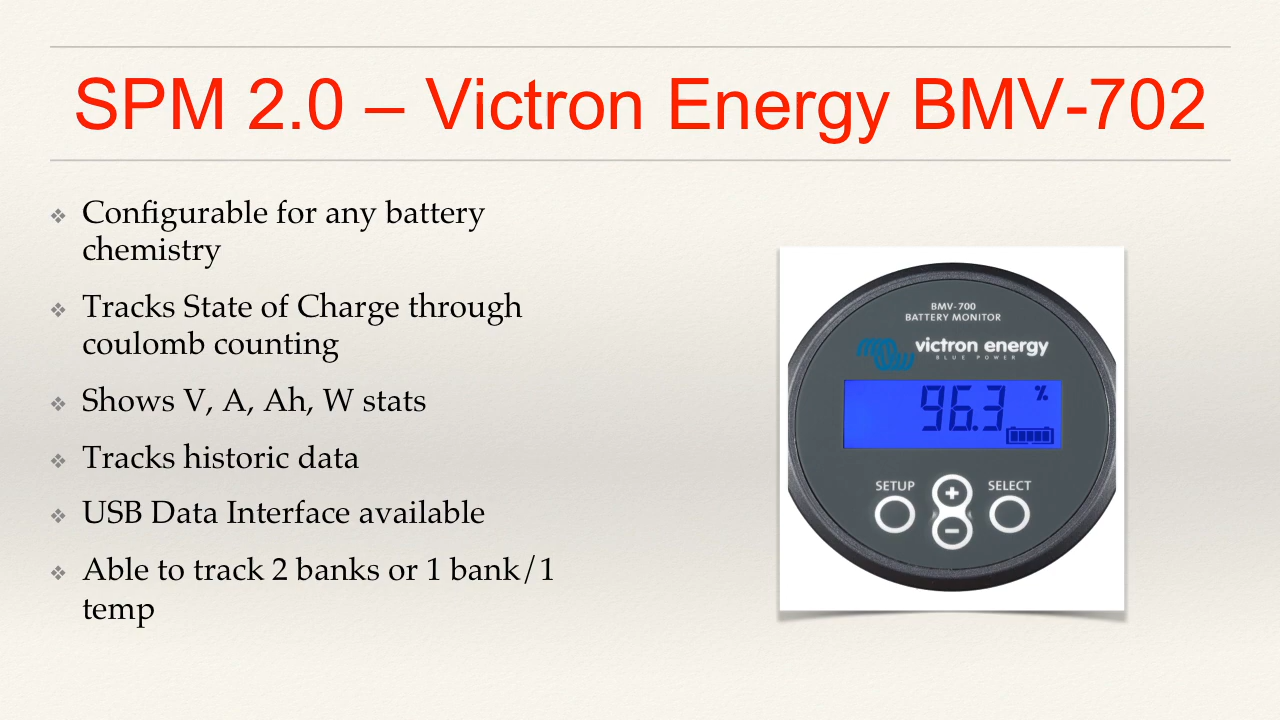 SPM 2.0 – Victron Energy BMV-702
❖ Configurable for any battery
chemistry
❖ Tracks State of Charge through
coulomb counting
❖ Shows V, A, Ah, W stats
❖ Tracks historic data
❖ USB Data Interface available
❖ Able to track 2 banks or 1 bank/1
temp
BMV-700
BATTERY MONITOR
victron energy
BLUE POWER
96.3 %
SETUP + SELECT
−